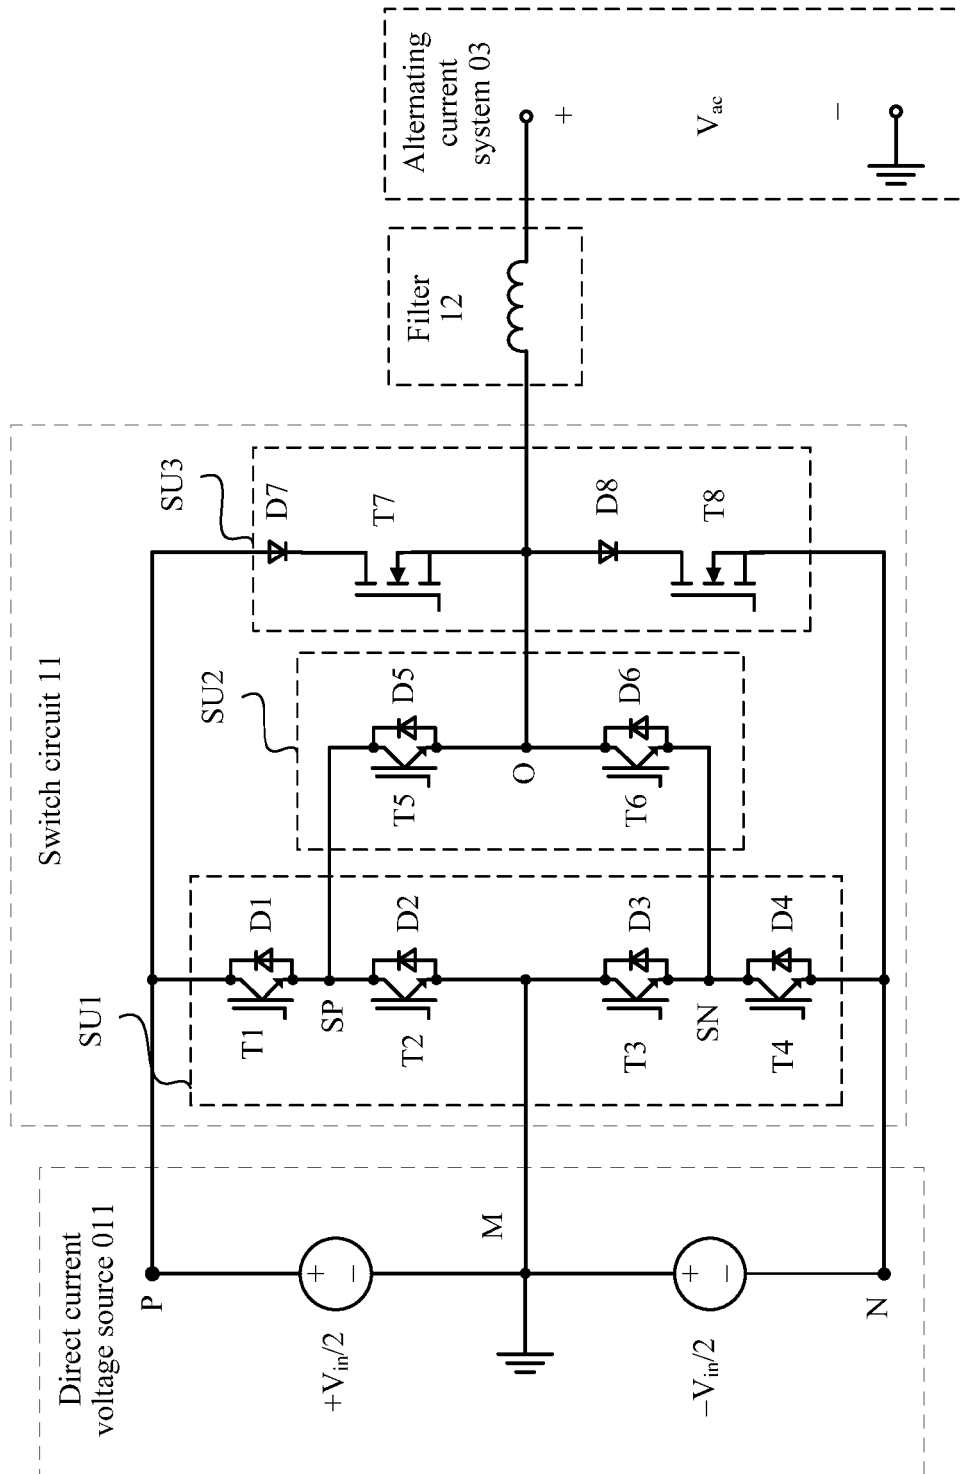 Direct current
voltage source 011
P
+Vin/2
M
−Vin/2
N
Switch circuit 11
SU1
T1
D1
SP
T2
D2
T3
D3
SN
T4
D4
SU2
T5
D5
O
T6
D6
SU3
D7
T7
D8
T8
Filter
12
Alternating
current
system 03
+
Vac
−
+
−
+
−